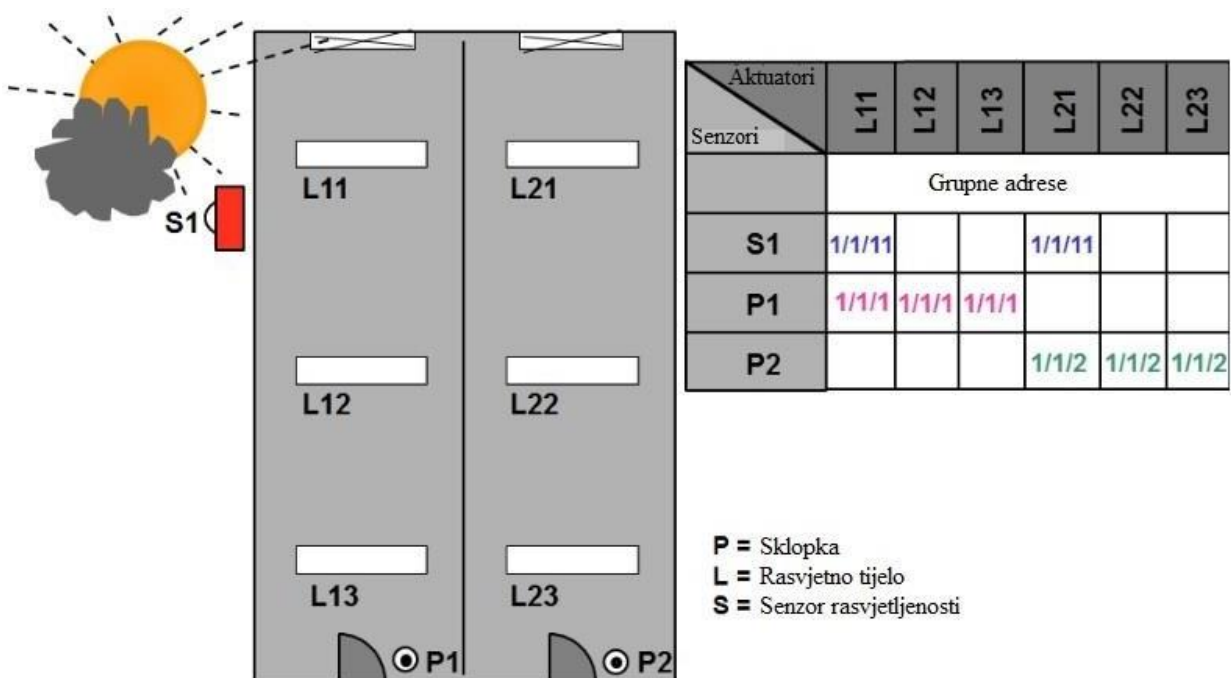 S1
L11
L21
L12
L22
L13
L23
P1
P2
Aktuatori
Senzori
L11 L12 L13 L21 L22 L23
Grupne adrese
S1 1/1/11 1/1/11
P1 1/1/1 1/1/1 1/1/1
P2 1/1/2 1/1/2 1/1/2
P = Sklopka
L = Rasvjetno tijelo
S = Senzor rasvjetljenosti